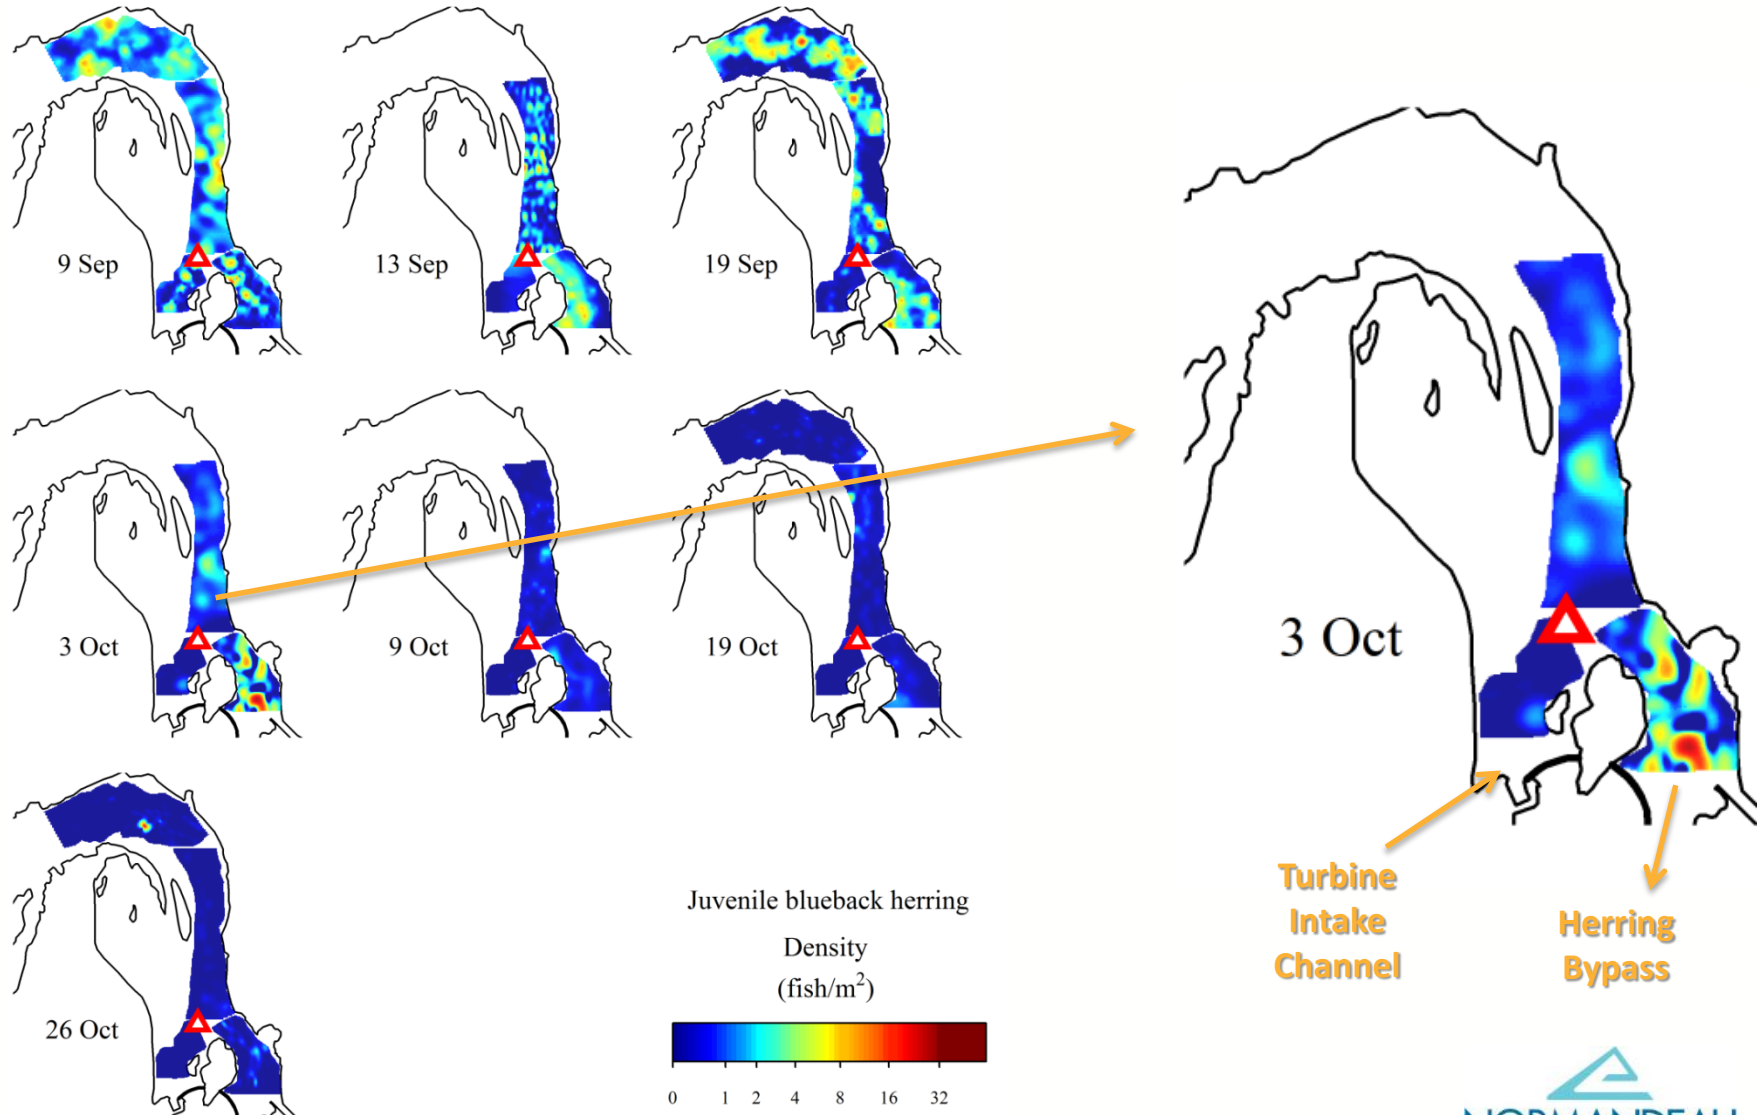 9 Sep
13 Sep
19 Sep
3 Oct
9 Oct
19 Oct
26 Oct
3 Oct
Turbine
Intake
Channel
Herring
Bypass
Juvenile blueback herring
Density
(fish/m²)
0 1 2 4 8 16 32
NORMANDEAU